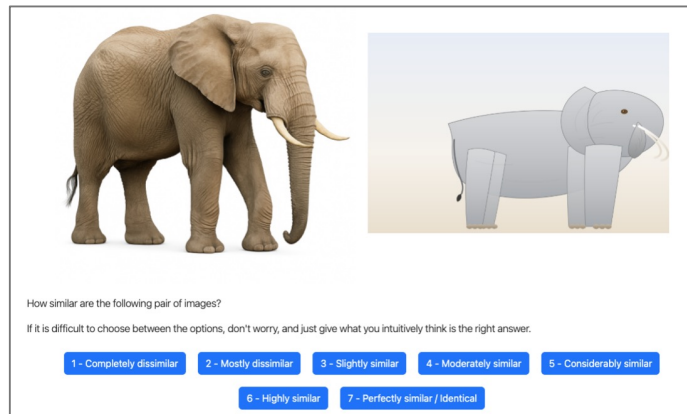 How similar are the following pair of images?
If it is difficult to choose between the options, don't worry, and just give what you intuitively think is the right answer.
1 - Completely dissimilar
2 - Mostly dissimilar
3 - Slightly similar
4 - Moderately similar
5 - Considerably similar
6 - Highly similar
7 - Perfectly similar / Identical